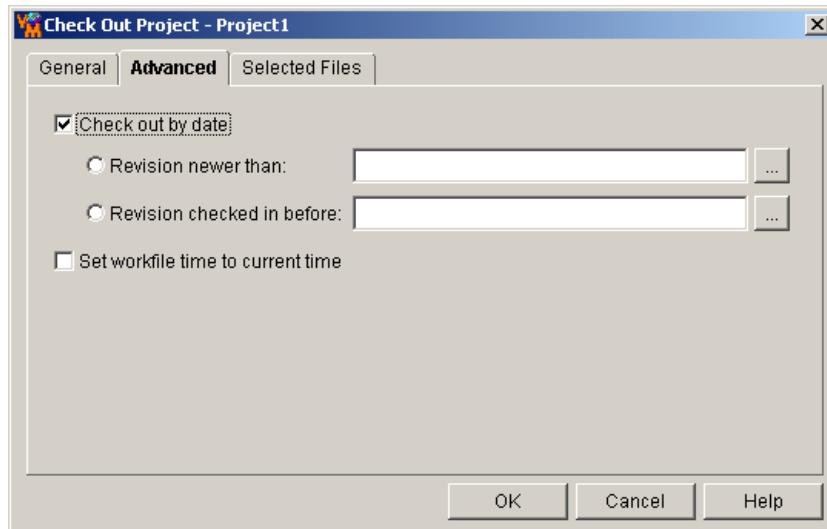 Check Out Project - Project1
General Advanced Selected Files
Check out by date
Revision newer than: ...
Revision checked in before: ...
Set workfile time to current time
OK Cancel Help